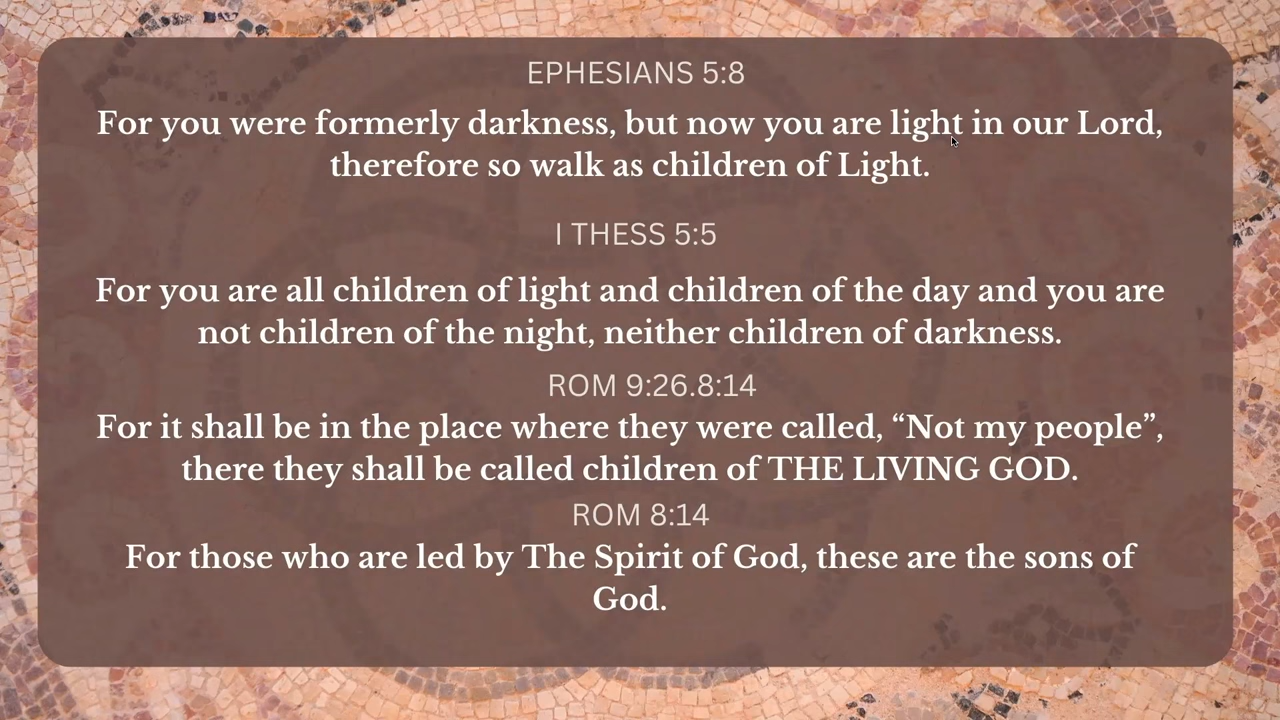 EPHESIANS 5:8
For you were formerly darkness, but now you are light in our Lord,
therefore so walk as children of Light.
I THESS 5:5
For you are all children of light and children of the day and you are
not children of the night, neither children of darkness.
ROM 9:26.8:14
For it shall be in the place where they were called, “Not my people”,
there they shall be called children of THE LIVING GOD.
ROM 8:14
For those who are led by The Spirit of God, these are the sons of
God.